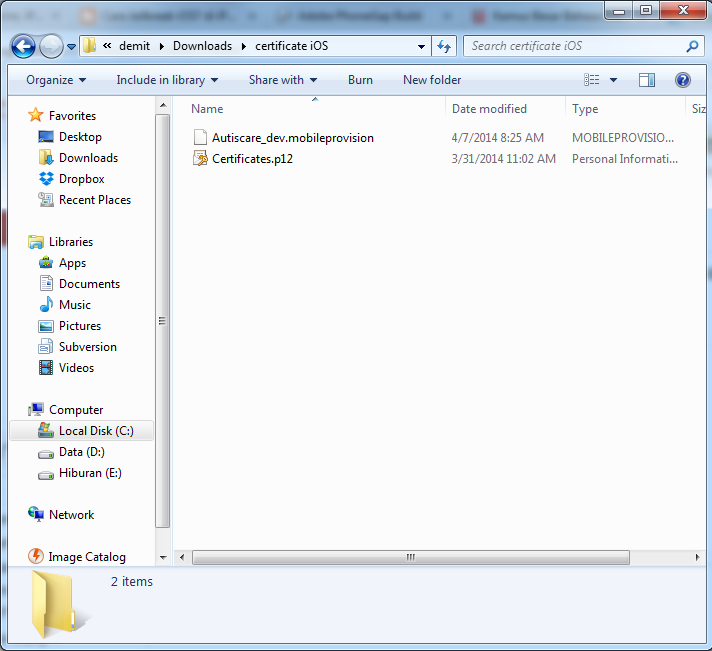 « demit ▸ Downloads ▸ certificate iOS
Search certificate iOS
Organize Include in library Share with Burn New folder
Name Date modified Type Siz
Autiscare_dev.mobileprovision 4/7/2014 8:25 AM MOBILEPROVISIO...
Certificates.p12 3/31/2014 11:02 AM Personal Informati...
Favorites
Desktop
Downloads
Dropbox
Recent Places
Libraries
Apps
Documents
Music
Pictures
Subversion
Videos
Computer
Local Disk (C:)
Data (D:)
Hiburan (E:)
Network
Image Catalog
2 items